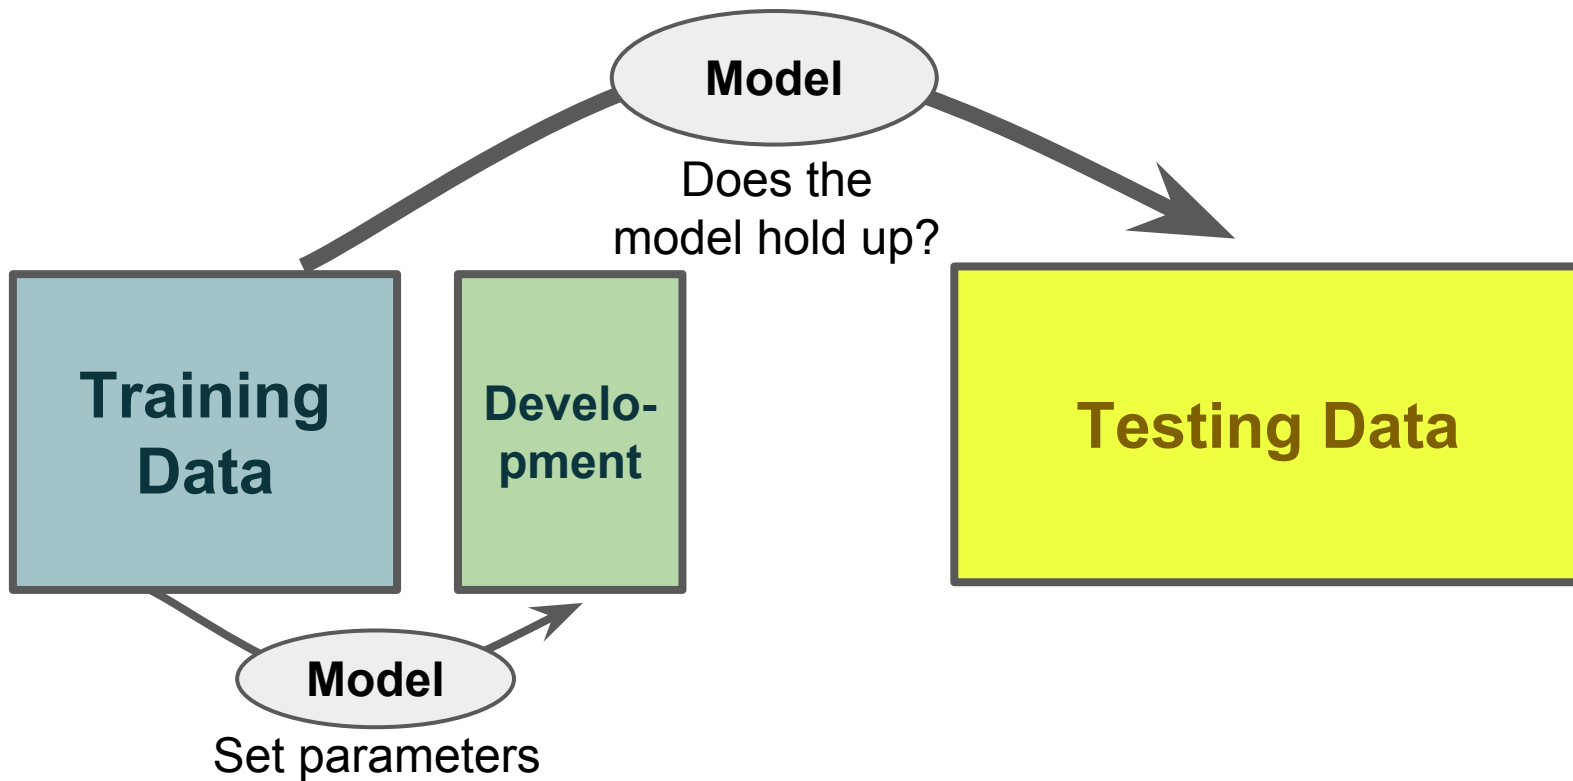 Model
Does the
model hold up?
Training
Data
Develo-
pment
Testing Data
Model
Set parameters